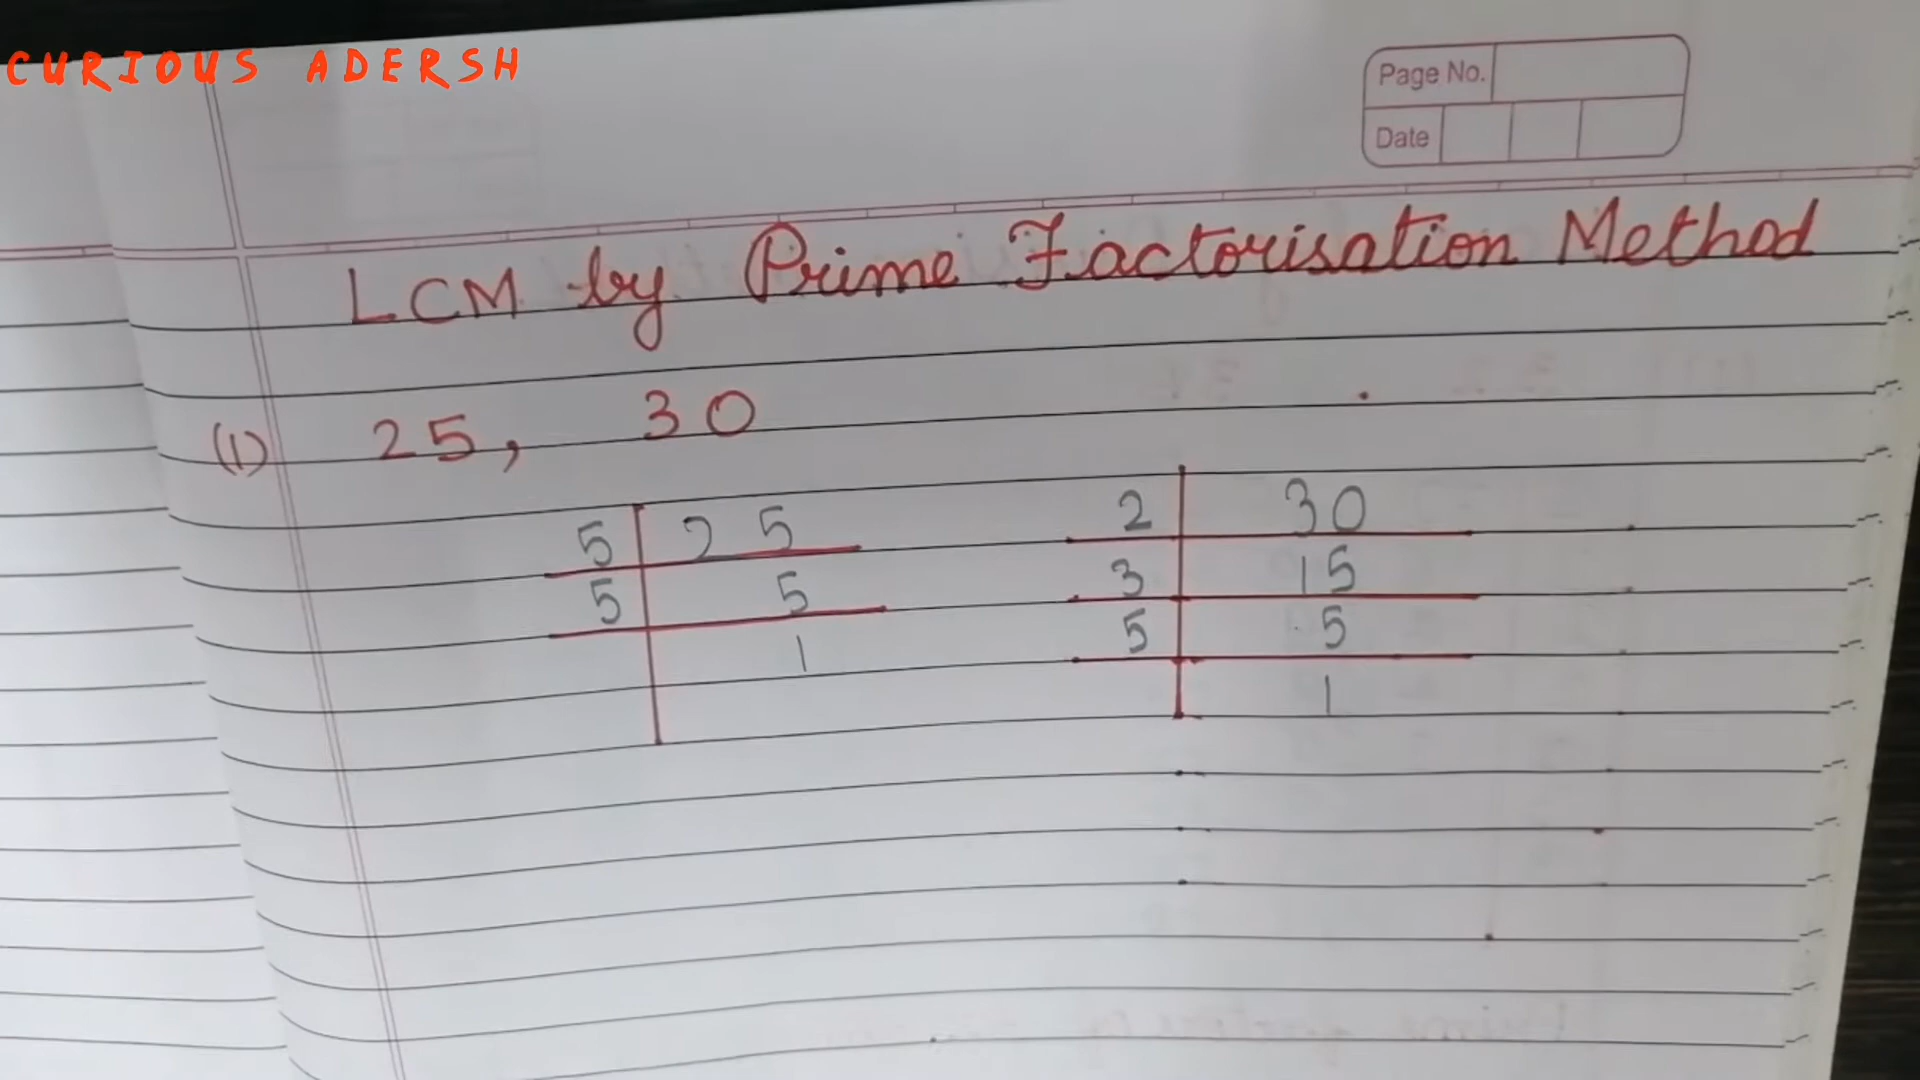 CURIOUS ADERSH
Page No.
Date
LCM by Prime Factorisation Method
(1) 25, 30
5 25 2 30
5 5 3 15
1 5 5
1